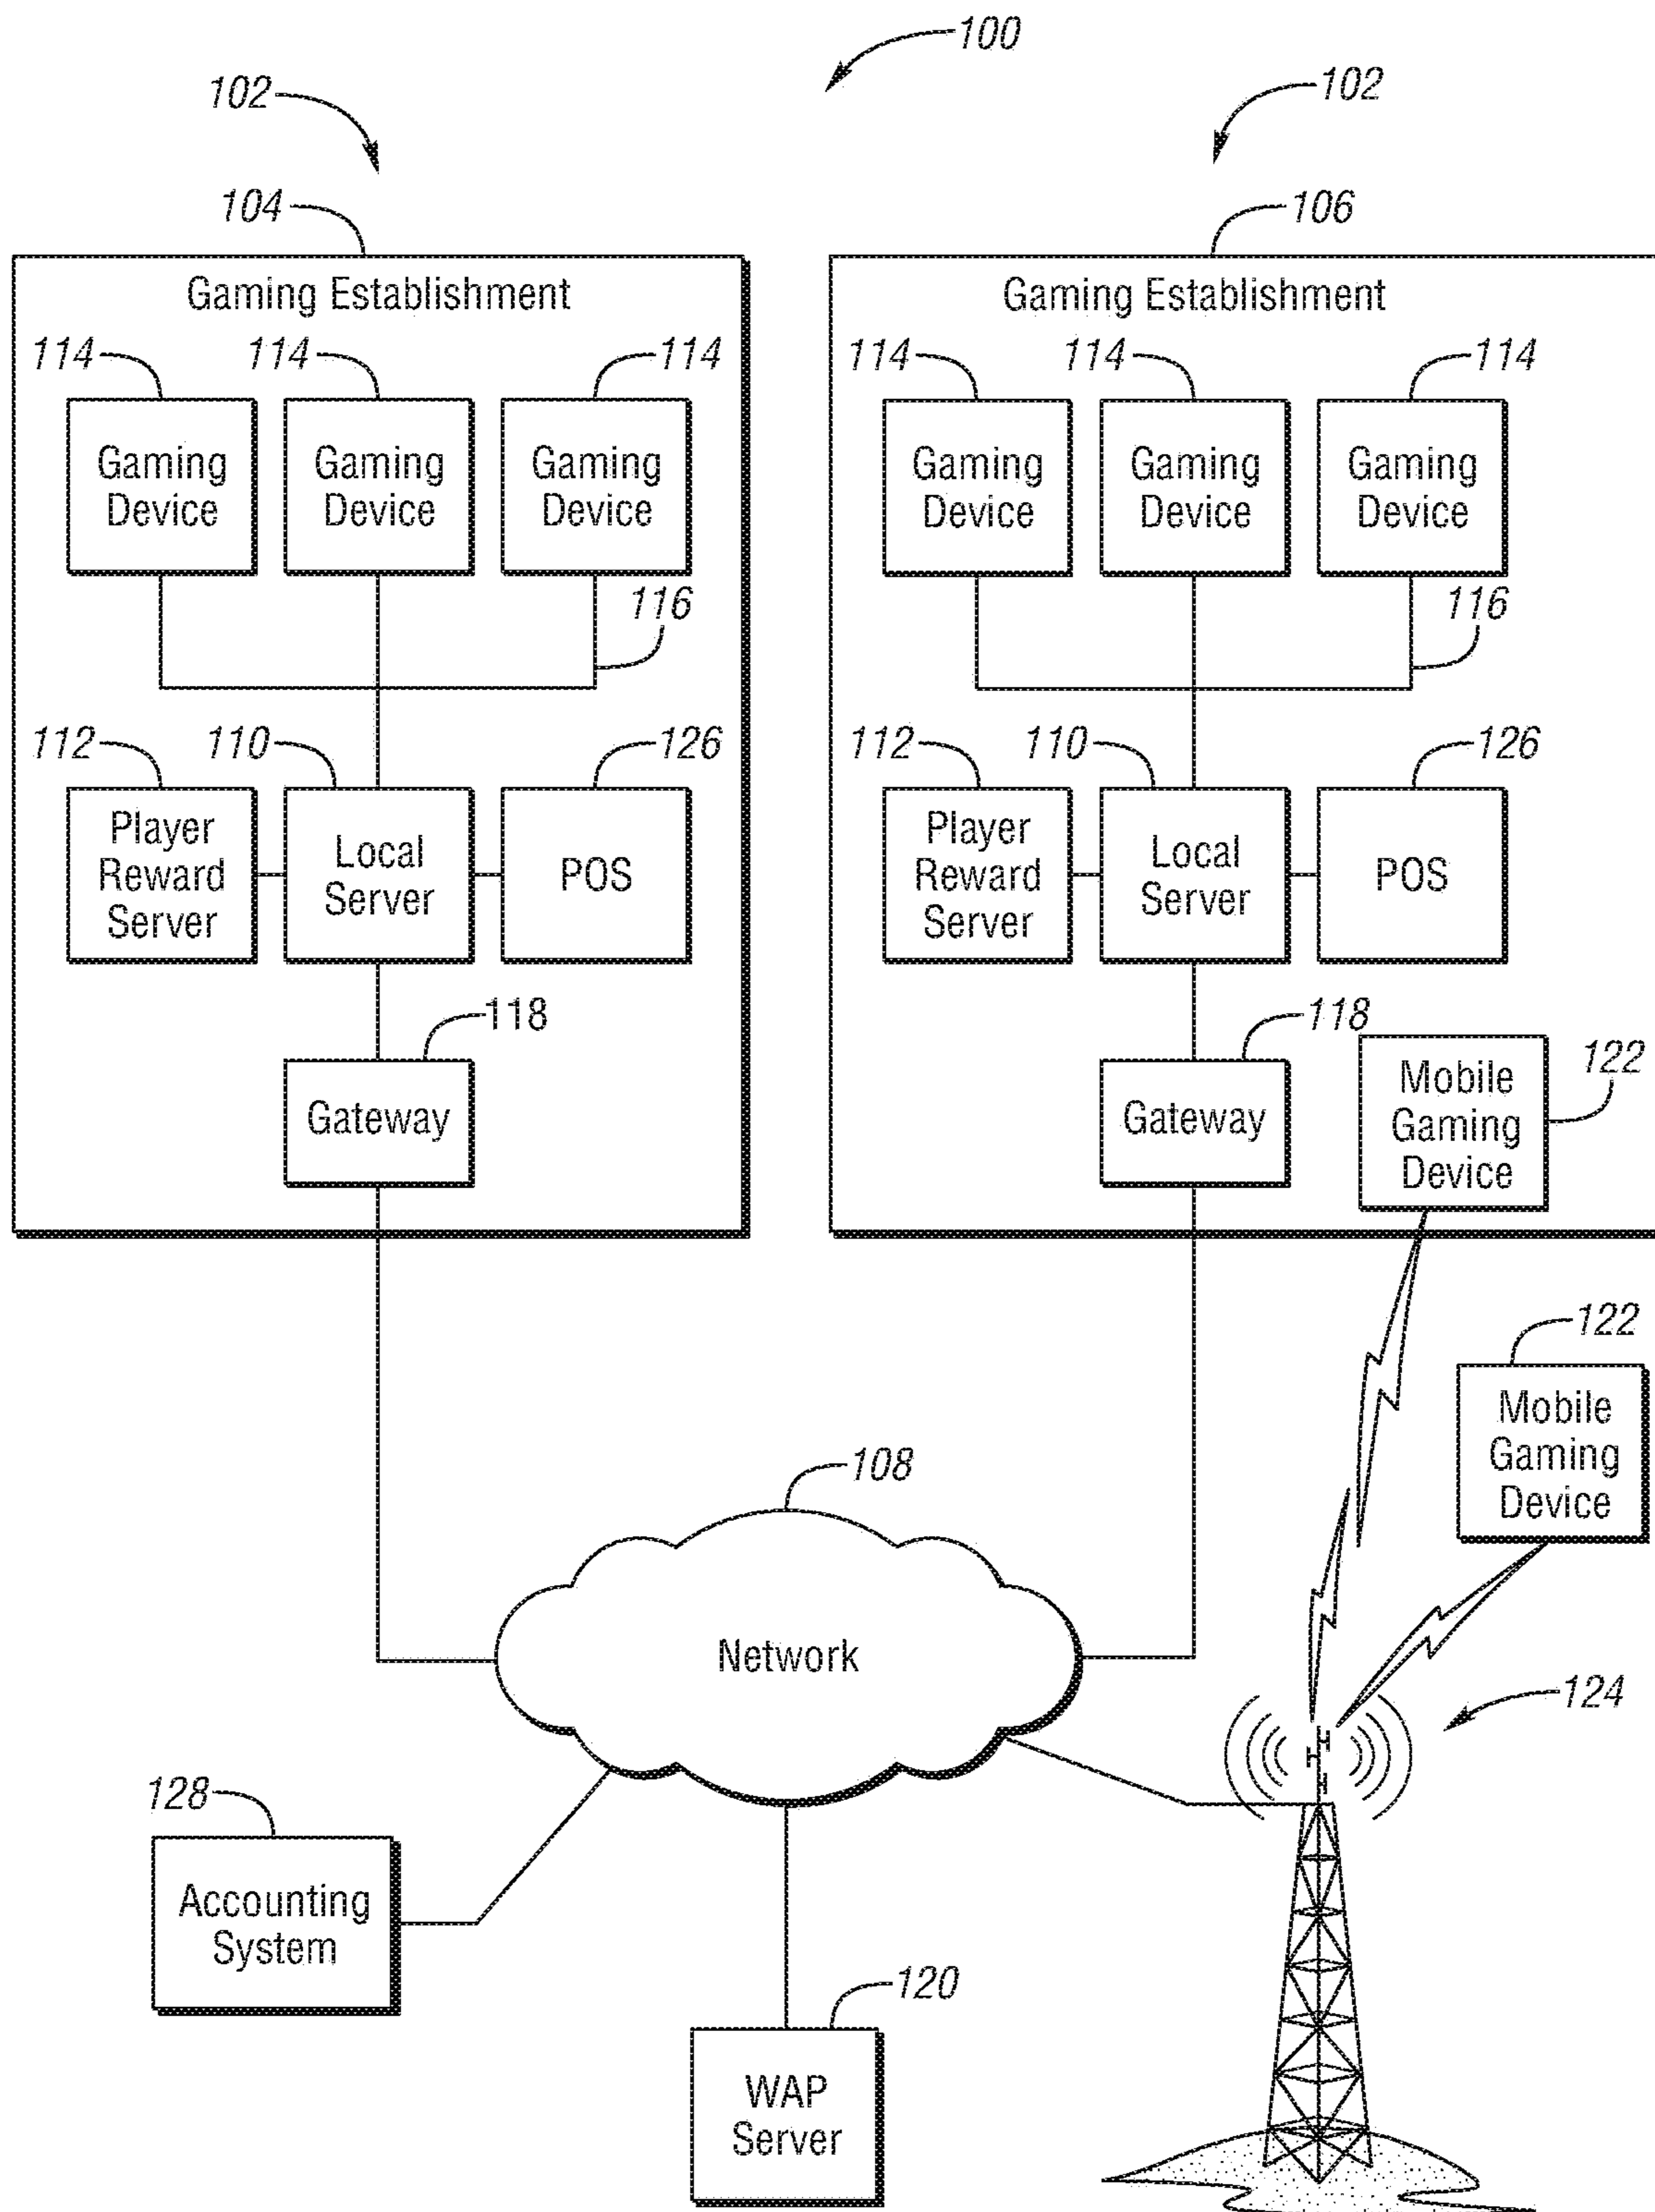 100
102
102
104
106
Gaming Establishment
Gaming Establishment
114
114
114
114
114
114
Gaming
Device
Gaming
Device
Gaming
Device
Gaming
Device
Gaming
Device
Gaming
Device
116
116
112
110
126
112
110
126
Player
Reward
Server
Local
Server
POS
Player
Reward
Server
Local
Server
POS
118
118
122
Gateway
Gateway
Mobile
Gaming
Device
122
Mobile
Gaming
Device
108
Network
124
128
Accounting
System
120
WAP
Server